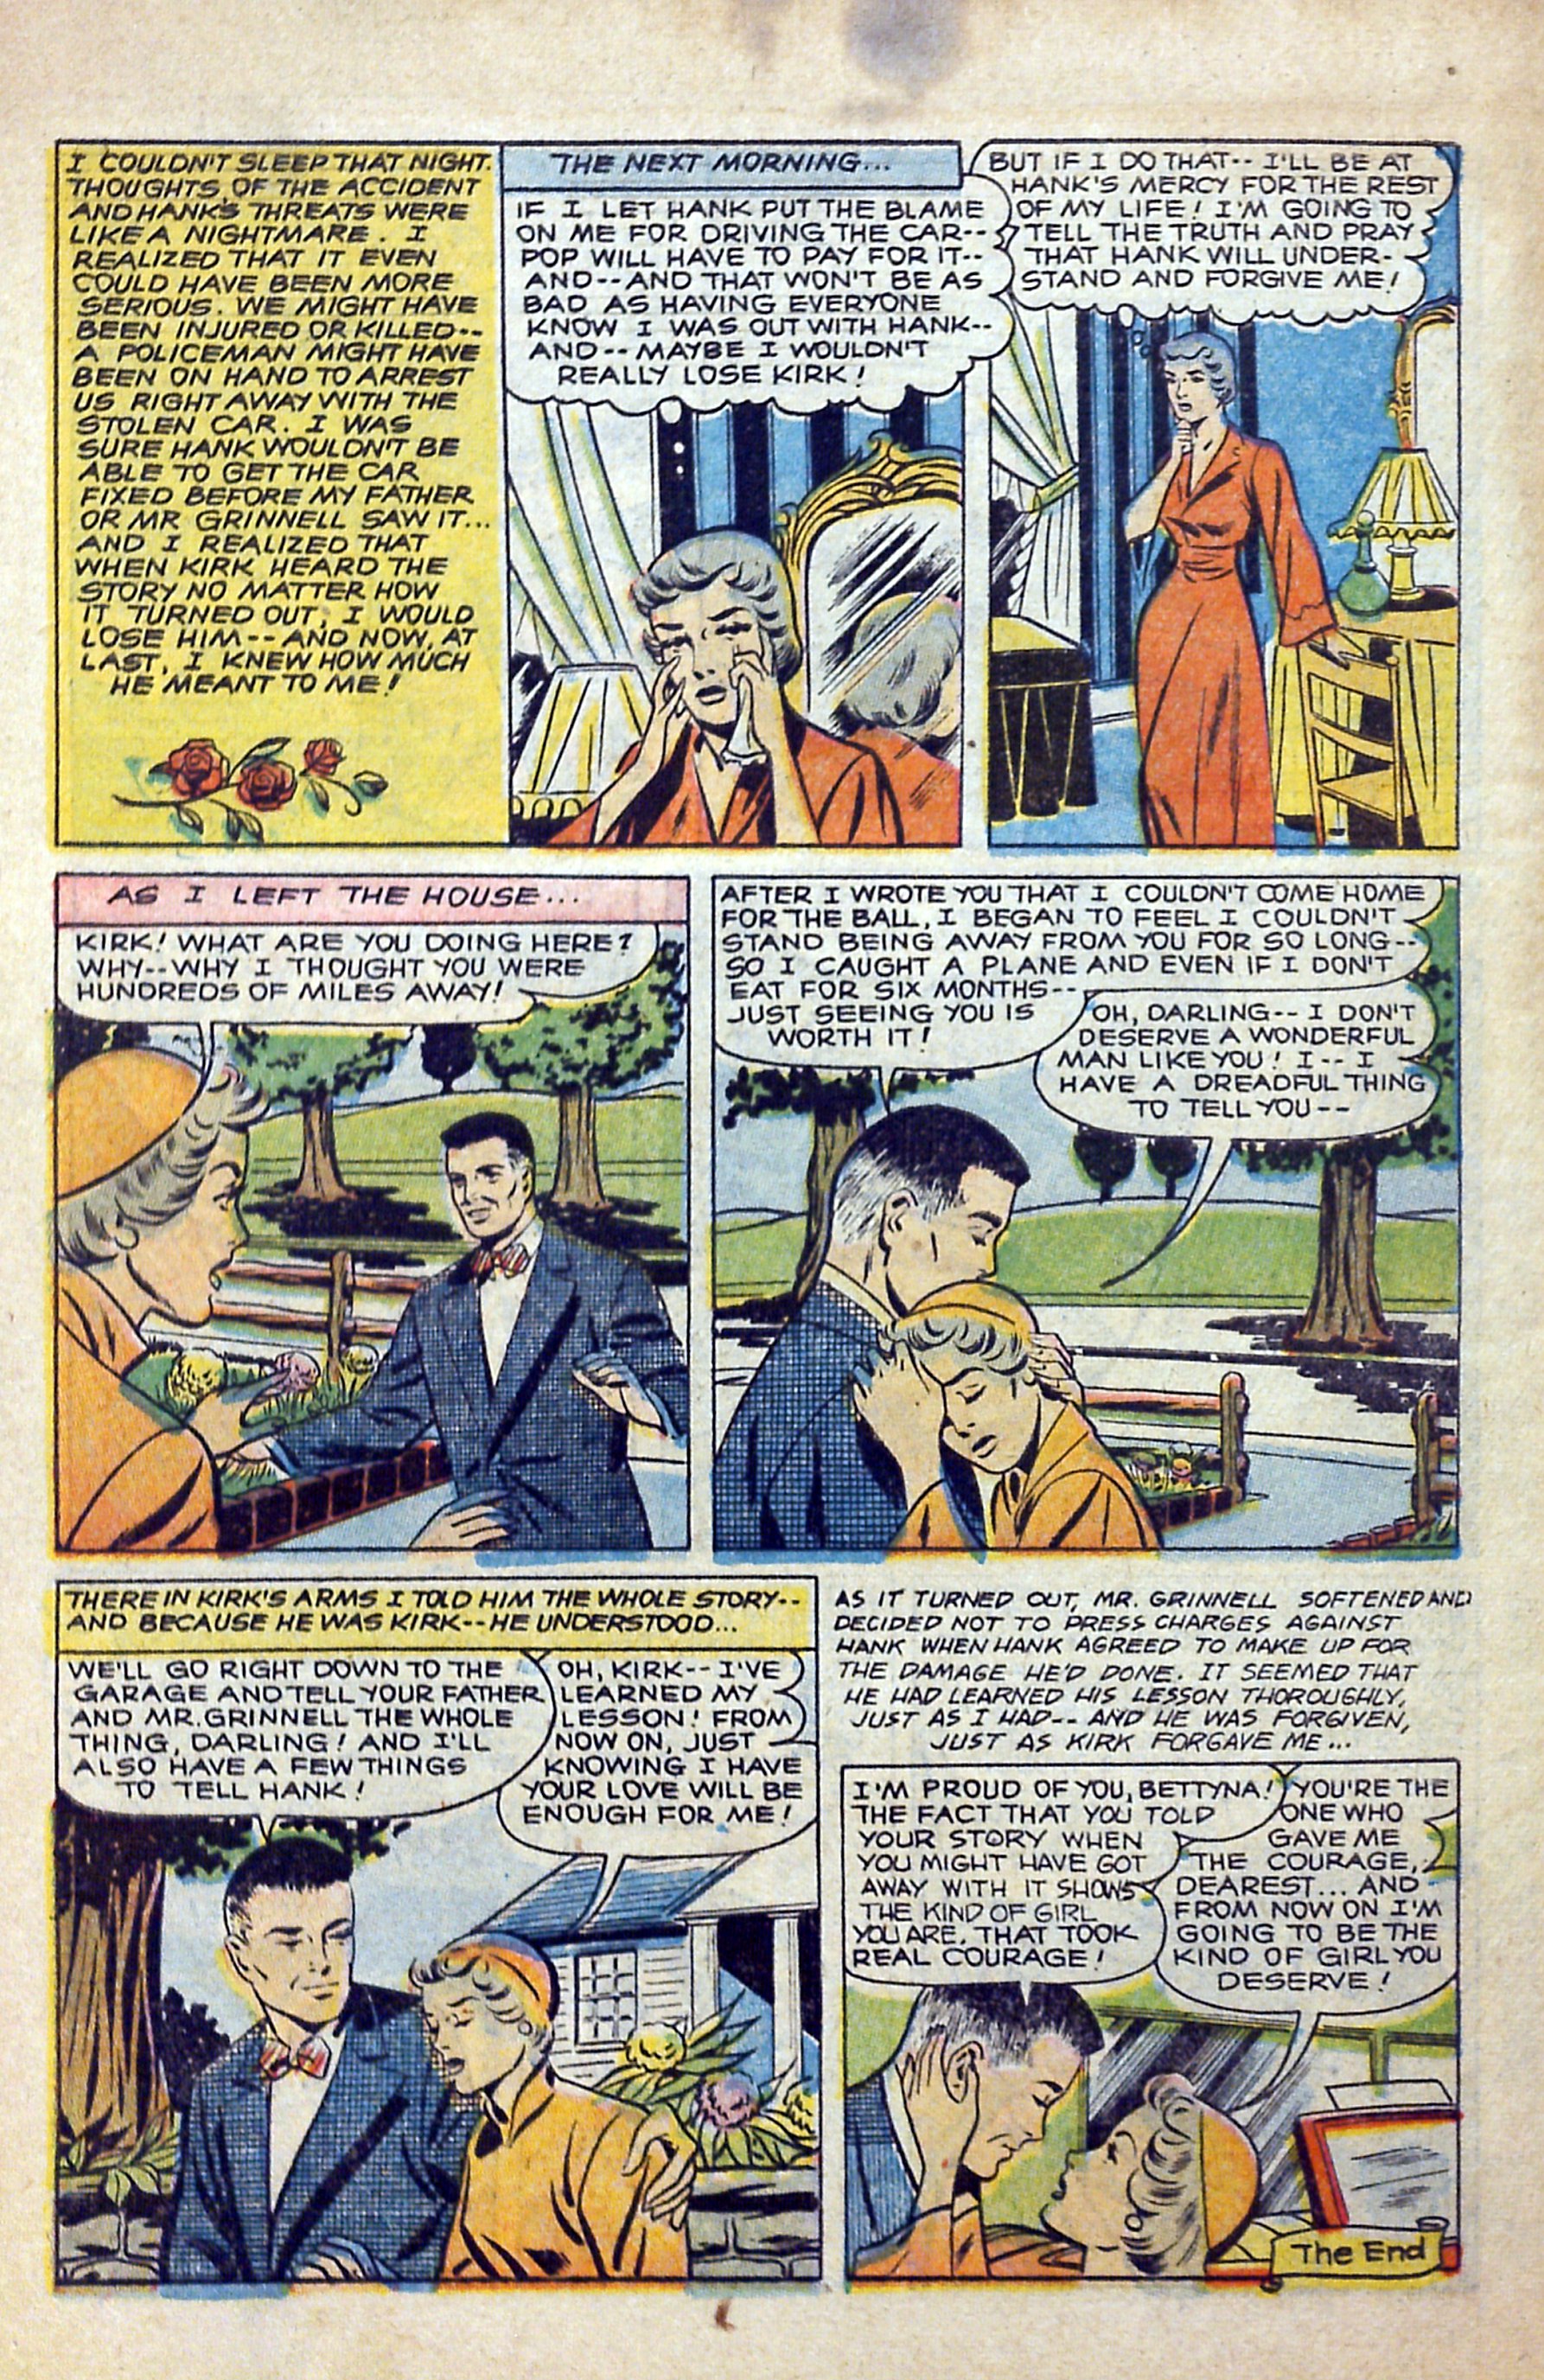 I COULDN'T SLEEP THAT NIGHT.
THOUGHTS OF THE ACCIDENT
AND HANK'S THREATS WERE
LIKE A NIGHTMARE. I
REALIZED THAT IT EVEN
COULD HAVE BEEN MORE
SERIOUS. WE MIGHT HAVE
BEEN INJURED OR KILLED--
A POLICEMAN MIGHT HAVE
BEEN ON HAND TO ARREST
US RIGHT AWAY WITH THE
STOLEN CAR. I WAS
SURE HANK WOULDN'T BE
ABLE TO GET THE CAR
FIXED BEFORE MY FATHER
OR MR GRINNELL SAW IT...
AND I REALIZED THAT
WHEN KIRK HEARD THE
STORY NO MATTER HOW
IT TURNED OUT, I WOULD
LOSE HIM-- AND NOW, AT
LAST, I KNEW HOW MUCH
HE MEANT TO ME!
THE NEXT MORNING...
IF I LET HANK PUT THE BLAME
ON ME FOR DRIVING THE CAR--
POP WILL HAVE TO PAY FOR IT--
AND--AND THAT WON'T BE AS
BAD AS HAVING EVERYONE
KNOW I WAS OUT WITH HANK--
AND-- MAYBE I WOULDN'T
REALLY LOSE KIRK!
BUT IF I DO THAT-- I'LL BE AT
HANK'S MERCY FOR THE REST
OF MY LIFE! I'M GOING TO
TELL THE TRUTH AND PRAY
THAT HANK WILL UNDER-
STAND AND FORGIVE ME!
AS I LEFT THE HOUSE...
KIRK! WHAT ARE YOU DOING HERE?
WHY--WHY I THOUGHT YOU WERE
HUNDREDS OF MILES AWAY!
AFTER I WROTE YOU THAT I COULDN'T COME HOME
FOR THE BALL, I BEGAN TO FEEL I COULDN'T
STAND BEING AWAY FROM YOU FOR SO LONG--
SO I CAUGHT A PLANE AND EVEN IF I DON'T
EAT FOR SIX MONTHS--
JUST SEEING YOU IS
WORTH IT!
OH, DARLING-- I DON'T
DESERVE A WONDERFUL
MAN LIKE YOU! I-- I
HAVE A DREADFUL THING
TO TELL YOU--
THERE IN KIRK'S ARMS I TOLD HIM THE WHOLE STORY--
AND BECAUSE HE WAS KIRK--HE UNDERSTOOD...
WE'LL GO RIGHT DOWN TO THE
GARAGE AND TELL YOUR FATHER
AND MR. GRINNELL THE WHOLE
THING, DARLING! AND I'LL
ALSO HAVE A FEW THINGS
TO TELL HANK!
OH, KIRK-- I'VE
LEARNED MY
LESSON! FROM
NOW ON, JUST
KNOWING I HAVE
YOUR LOVE WILL BE
ENOUGH FOR ME!
AS IT TURNED OUT, MR. GRINNELL SOFTENED AND
DECIDED NOT TO PRESS CHARGES AGAINST
HANK WHEN HANK AGREED TO MAKE UP FOR
THE DAMAGE HE'D DONE. IT SEEMED THAT
HE HAD LEARNED HIS LESSON THOROUGHLY,
JUST AS I HAD-- AND HE WAS FORGIVEN,
JUST AS KIRK FORGAVE ME...
I'M PROUD OF YOU, BETTYNA!
THE FACT THAT YOU TOLD
YOUR STORY WHEN
YOU MIGHT HAVE GOT
AWAY WITH IT SHOWS
THE KIND OF GIRL
YOU ARE. THAT TOOK
REAL COURAGE!
YOU'RE THE
ONE WHO
GAVE ME
THE COURAGE,
DEAREST... AND
FROM NOW ON I'M
GOING TO BE THE
KIND OF GIRL YOU
DESERVE!
The End